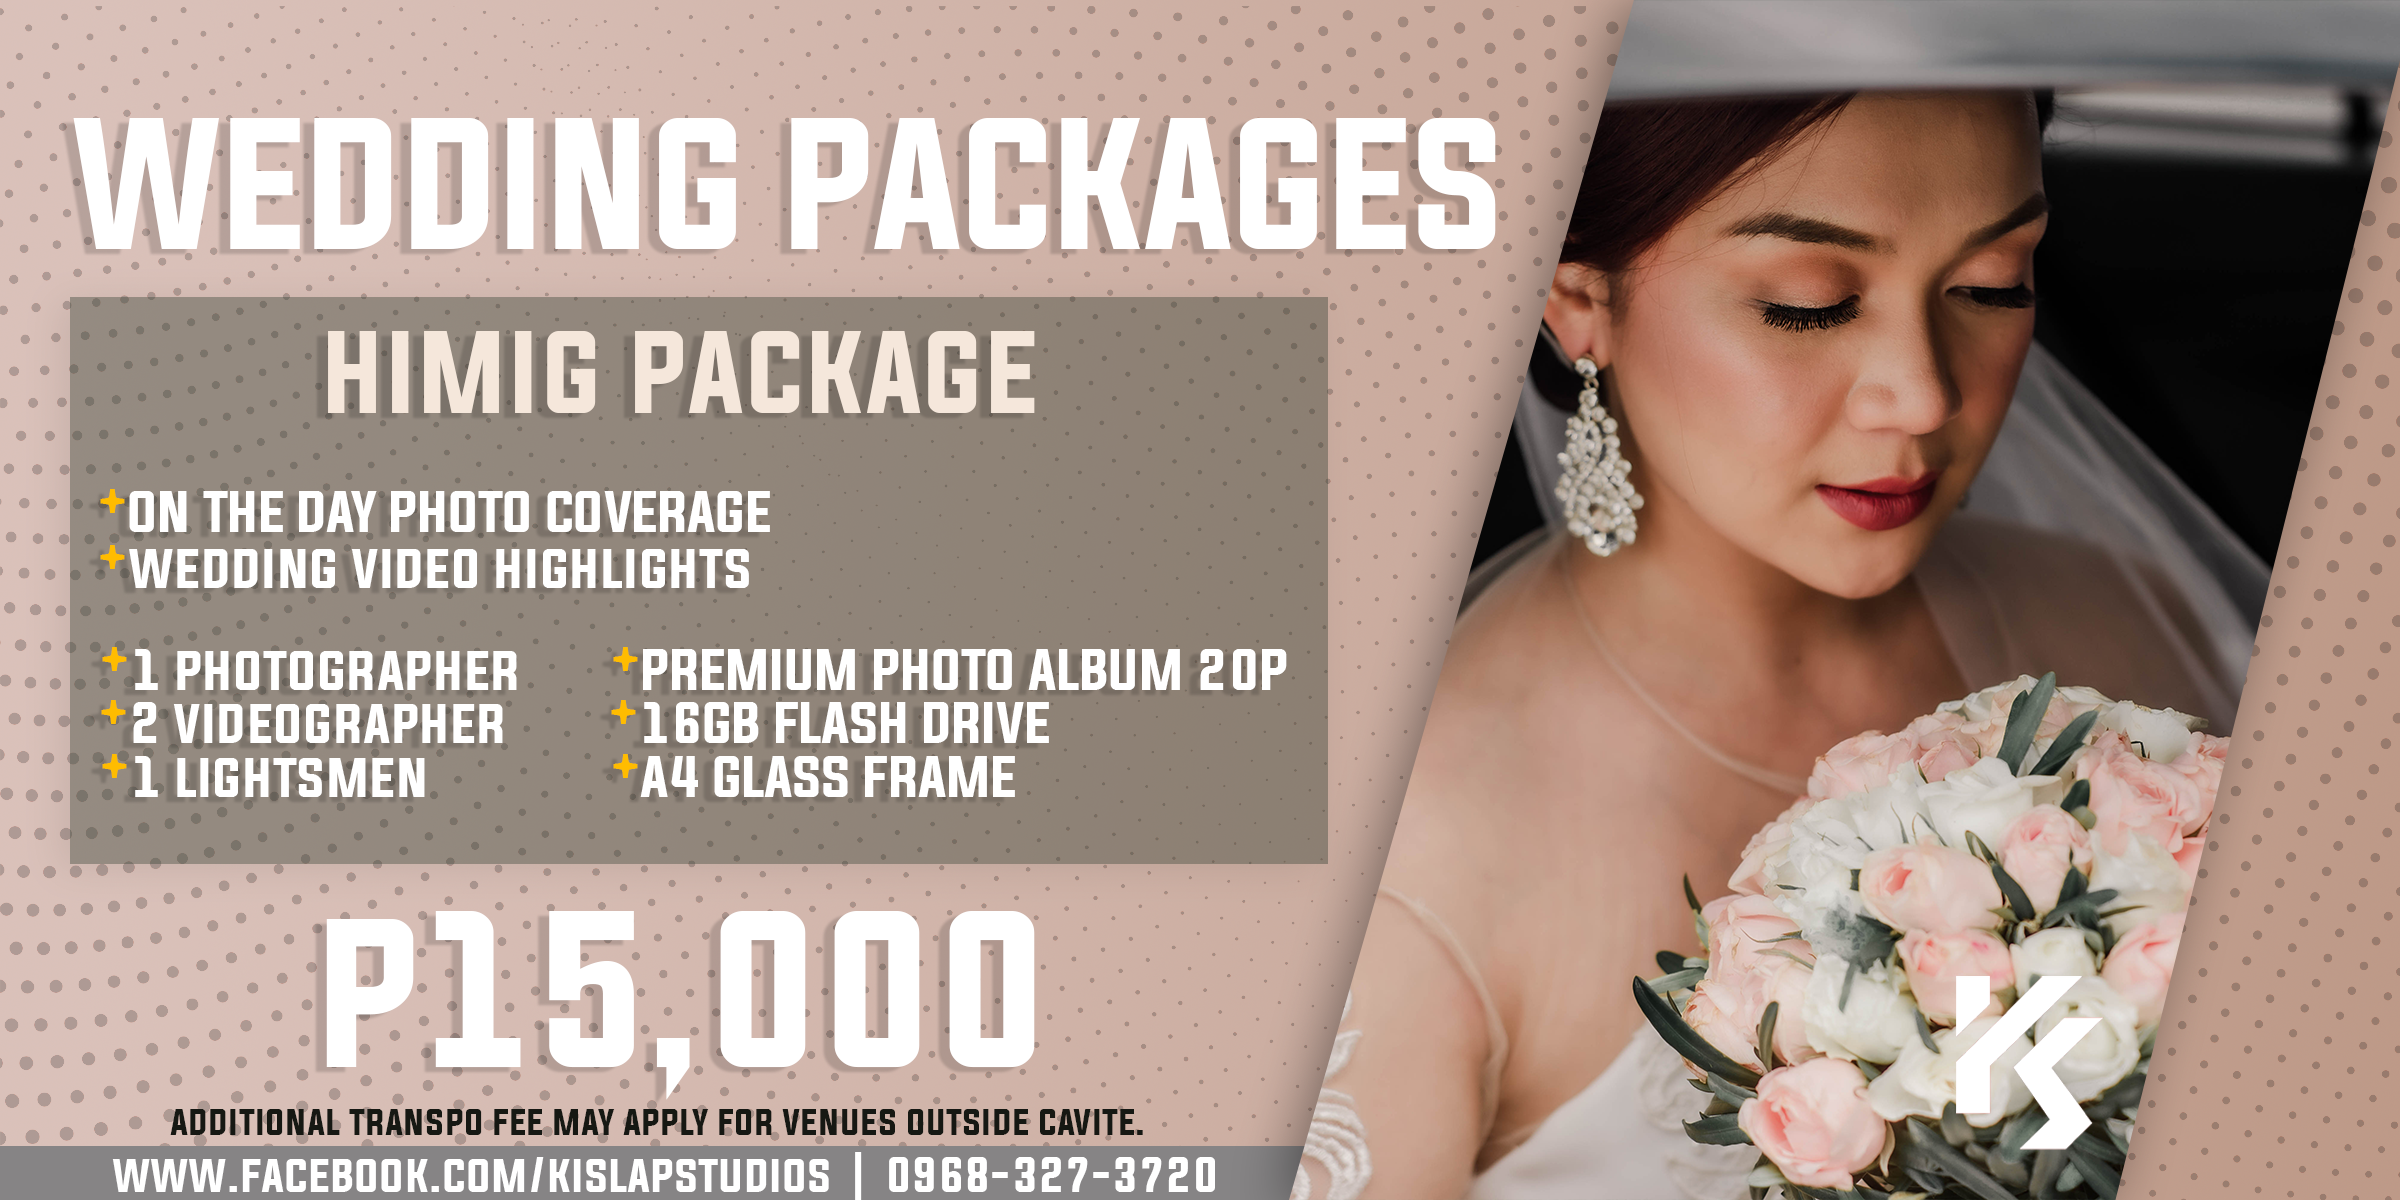 WEDDING PACKAGES
HIMIG PACKAGE
+ON THE DAY PHOTO COVERAGE
+WEDDING VIDEO HIGHLIGHTS
+1 PHOTOGRAPHER
+2 VIDEOGRAPHER
+1 LIGHTSMEN
+PREMIUM PHOTO ALBUM 20P
+16GB FLASH DRIVE
+A4 GLASS FRAME
P15,000
ADDITIONAL TRANSPO FEE MAY APPLY FOR VENUES OUTSIDE CAVITE.
WWW.FACEBOOK.COM/KISLAPSTUDIOS | 0968-327-3720
KS